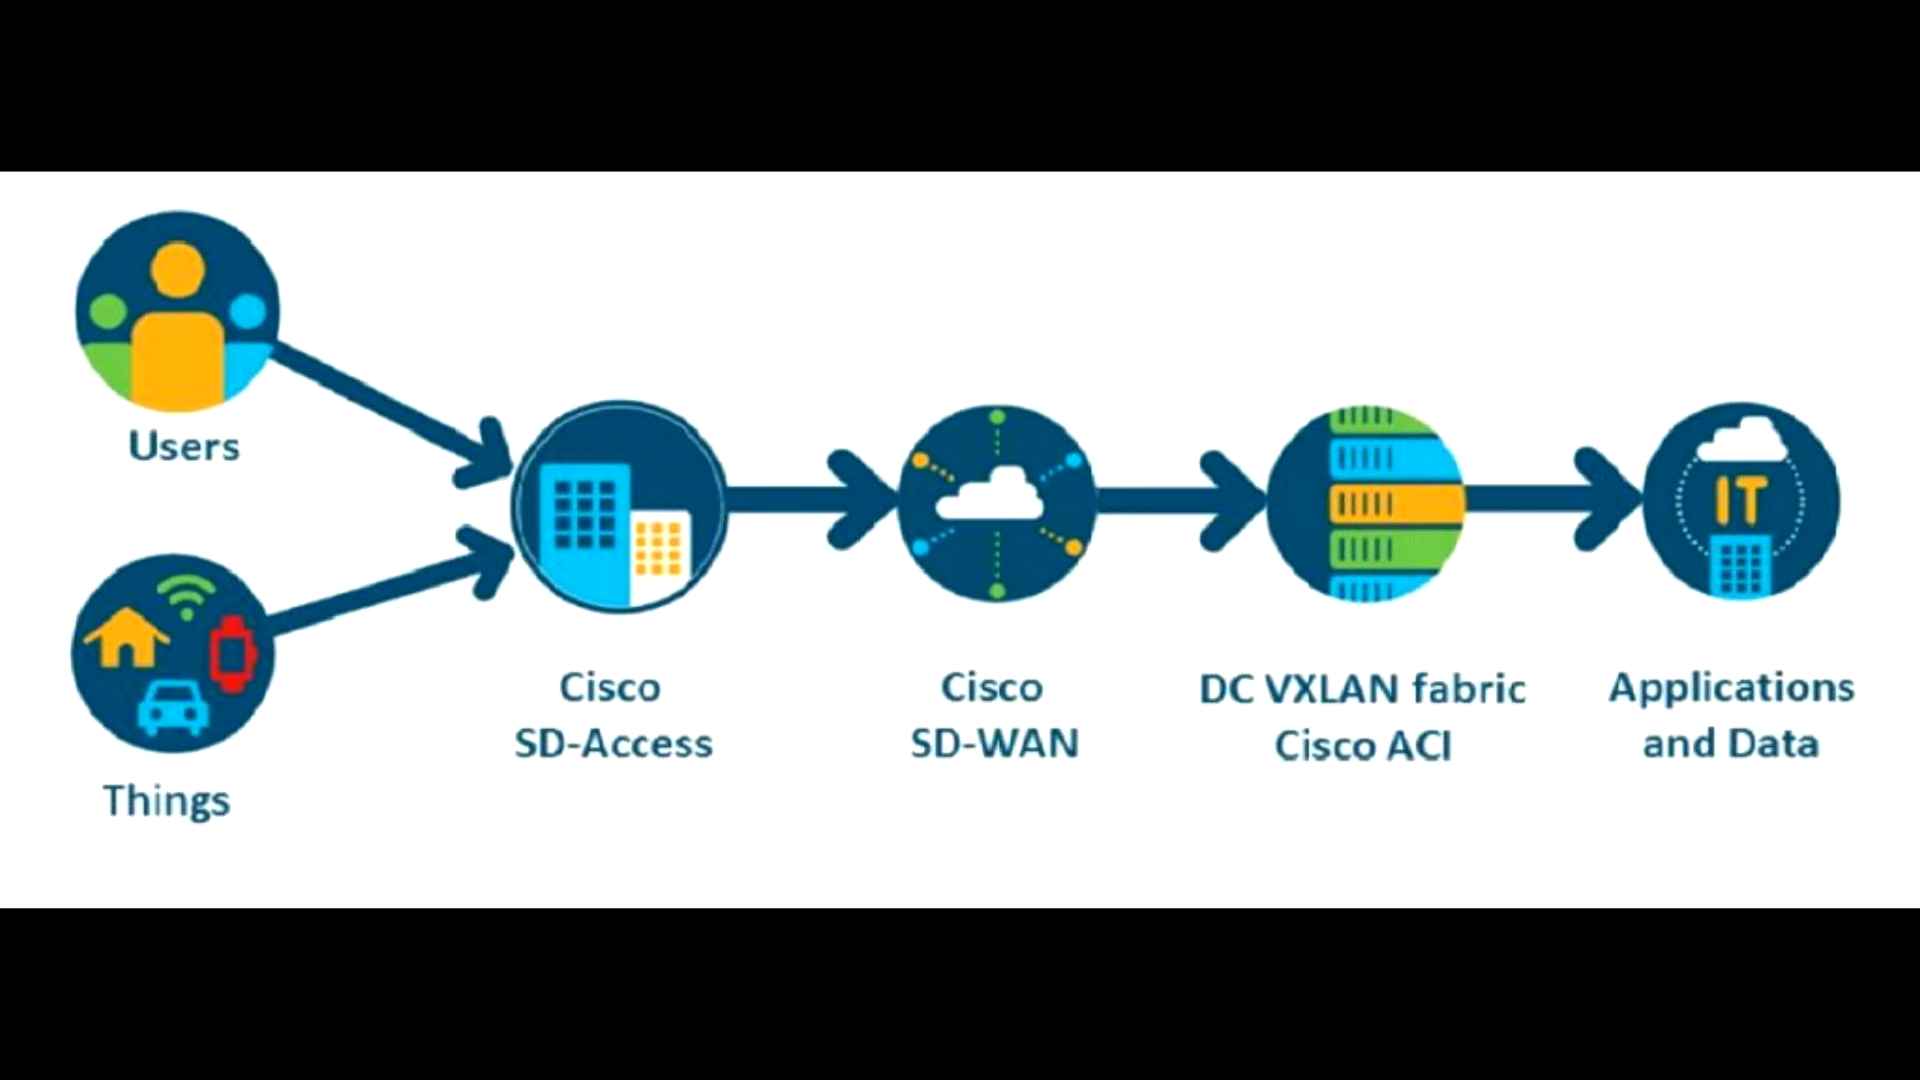 Users
Things
Cisco
SD-Access
Cisco
SD-WAN
DC VXLAN fabric
Cisco ACI
IT
Applications
and Data